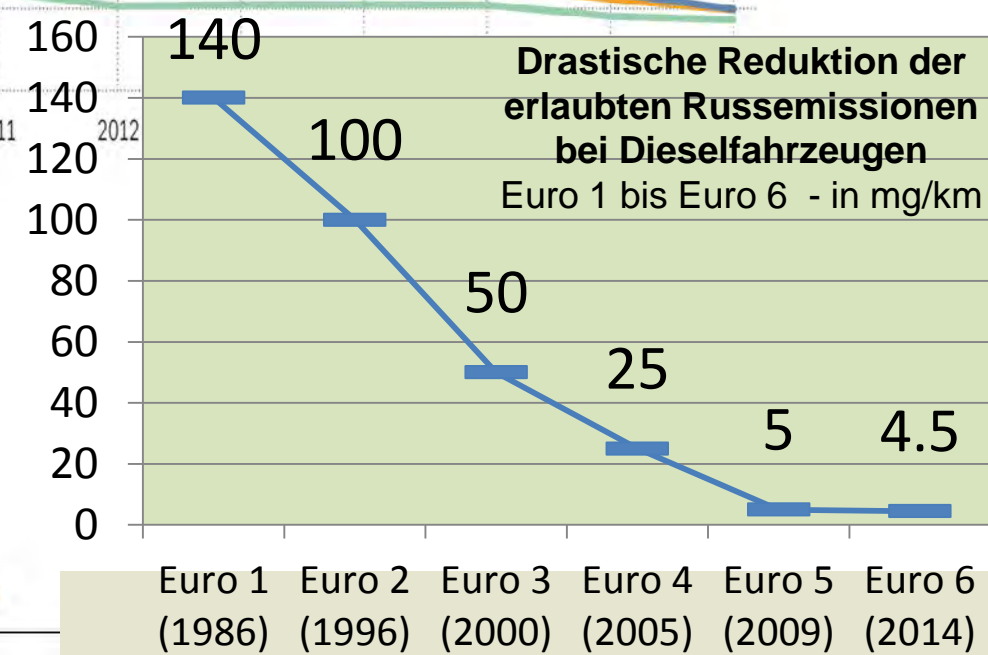 Drastische Reduktion der
erlaubten Russemissionen
bei Dieselfahrzeugen
Euro 1 bis Euro 6 - in mg/km
160
140
120
100
80
60
40
20
0
140
100
50
25
5
4.5
11
2012
Euro 1 Euro 2 Euro 3 Euro 4 Euro 5 Euro 6
(1986) (1996) (2000) (2005) (2009) (2014)